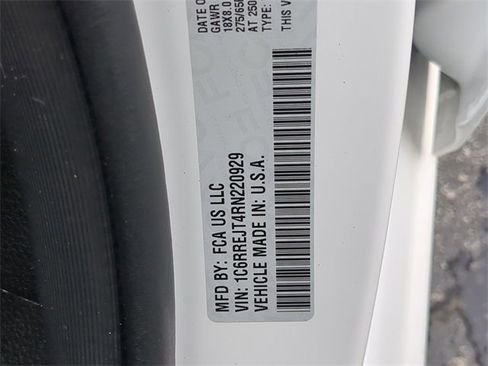 DATE O
GAWR
18X8.0
275/65R
AT 250
TYPE:
THIS V
MFD BY: FCA US LLC
VIN: 1C6RREJT4RN220929
VEHICLE MADE IN: U.S.A.